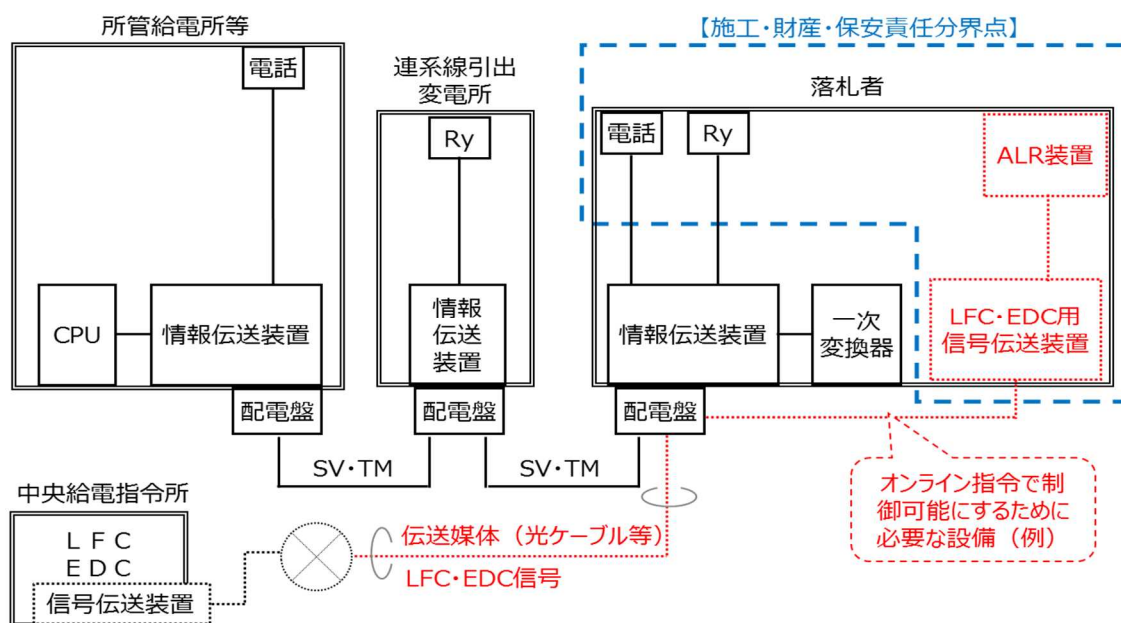 所管給電所等
電話
CPU
情報伝送装置
配電盤
連系線引出
変電所
Ry
情報
伝送
装置
配電盤
【施工・財産・保安責任分界点】
落札者
電話
Ry
ALR装置
情報伝送装置
一次
変換器
LFC・EDC用
信号伝送装置
配電盤
SV・TM
SV・TM
オンライン指令で制
御可能にするために
必要な設備（例）
中央給電指令所
ＬＦＣ
ＥＤＣ
信号伝送装置
伝送媒体（光ケーブル等）
LFC・EDC信号